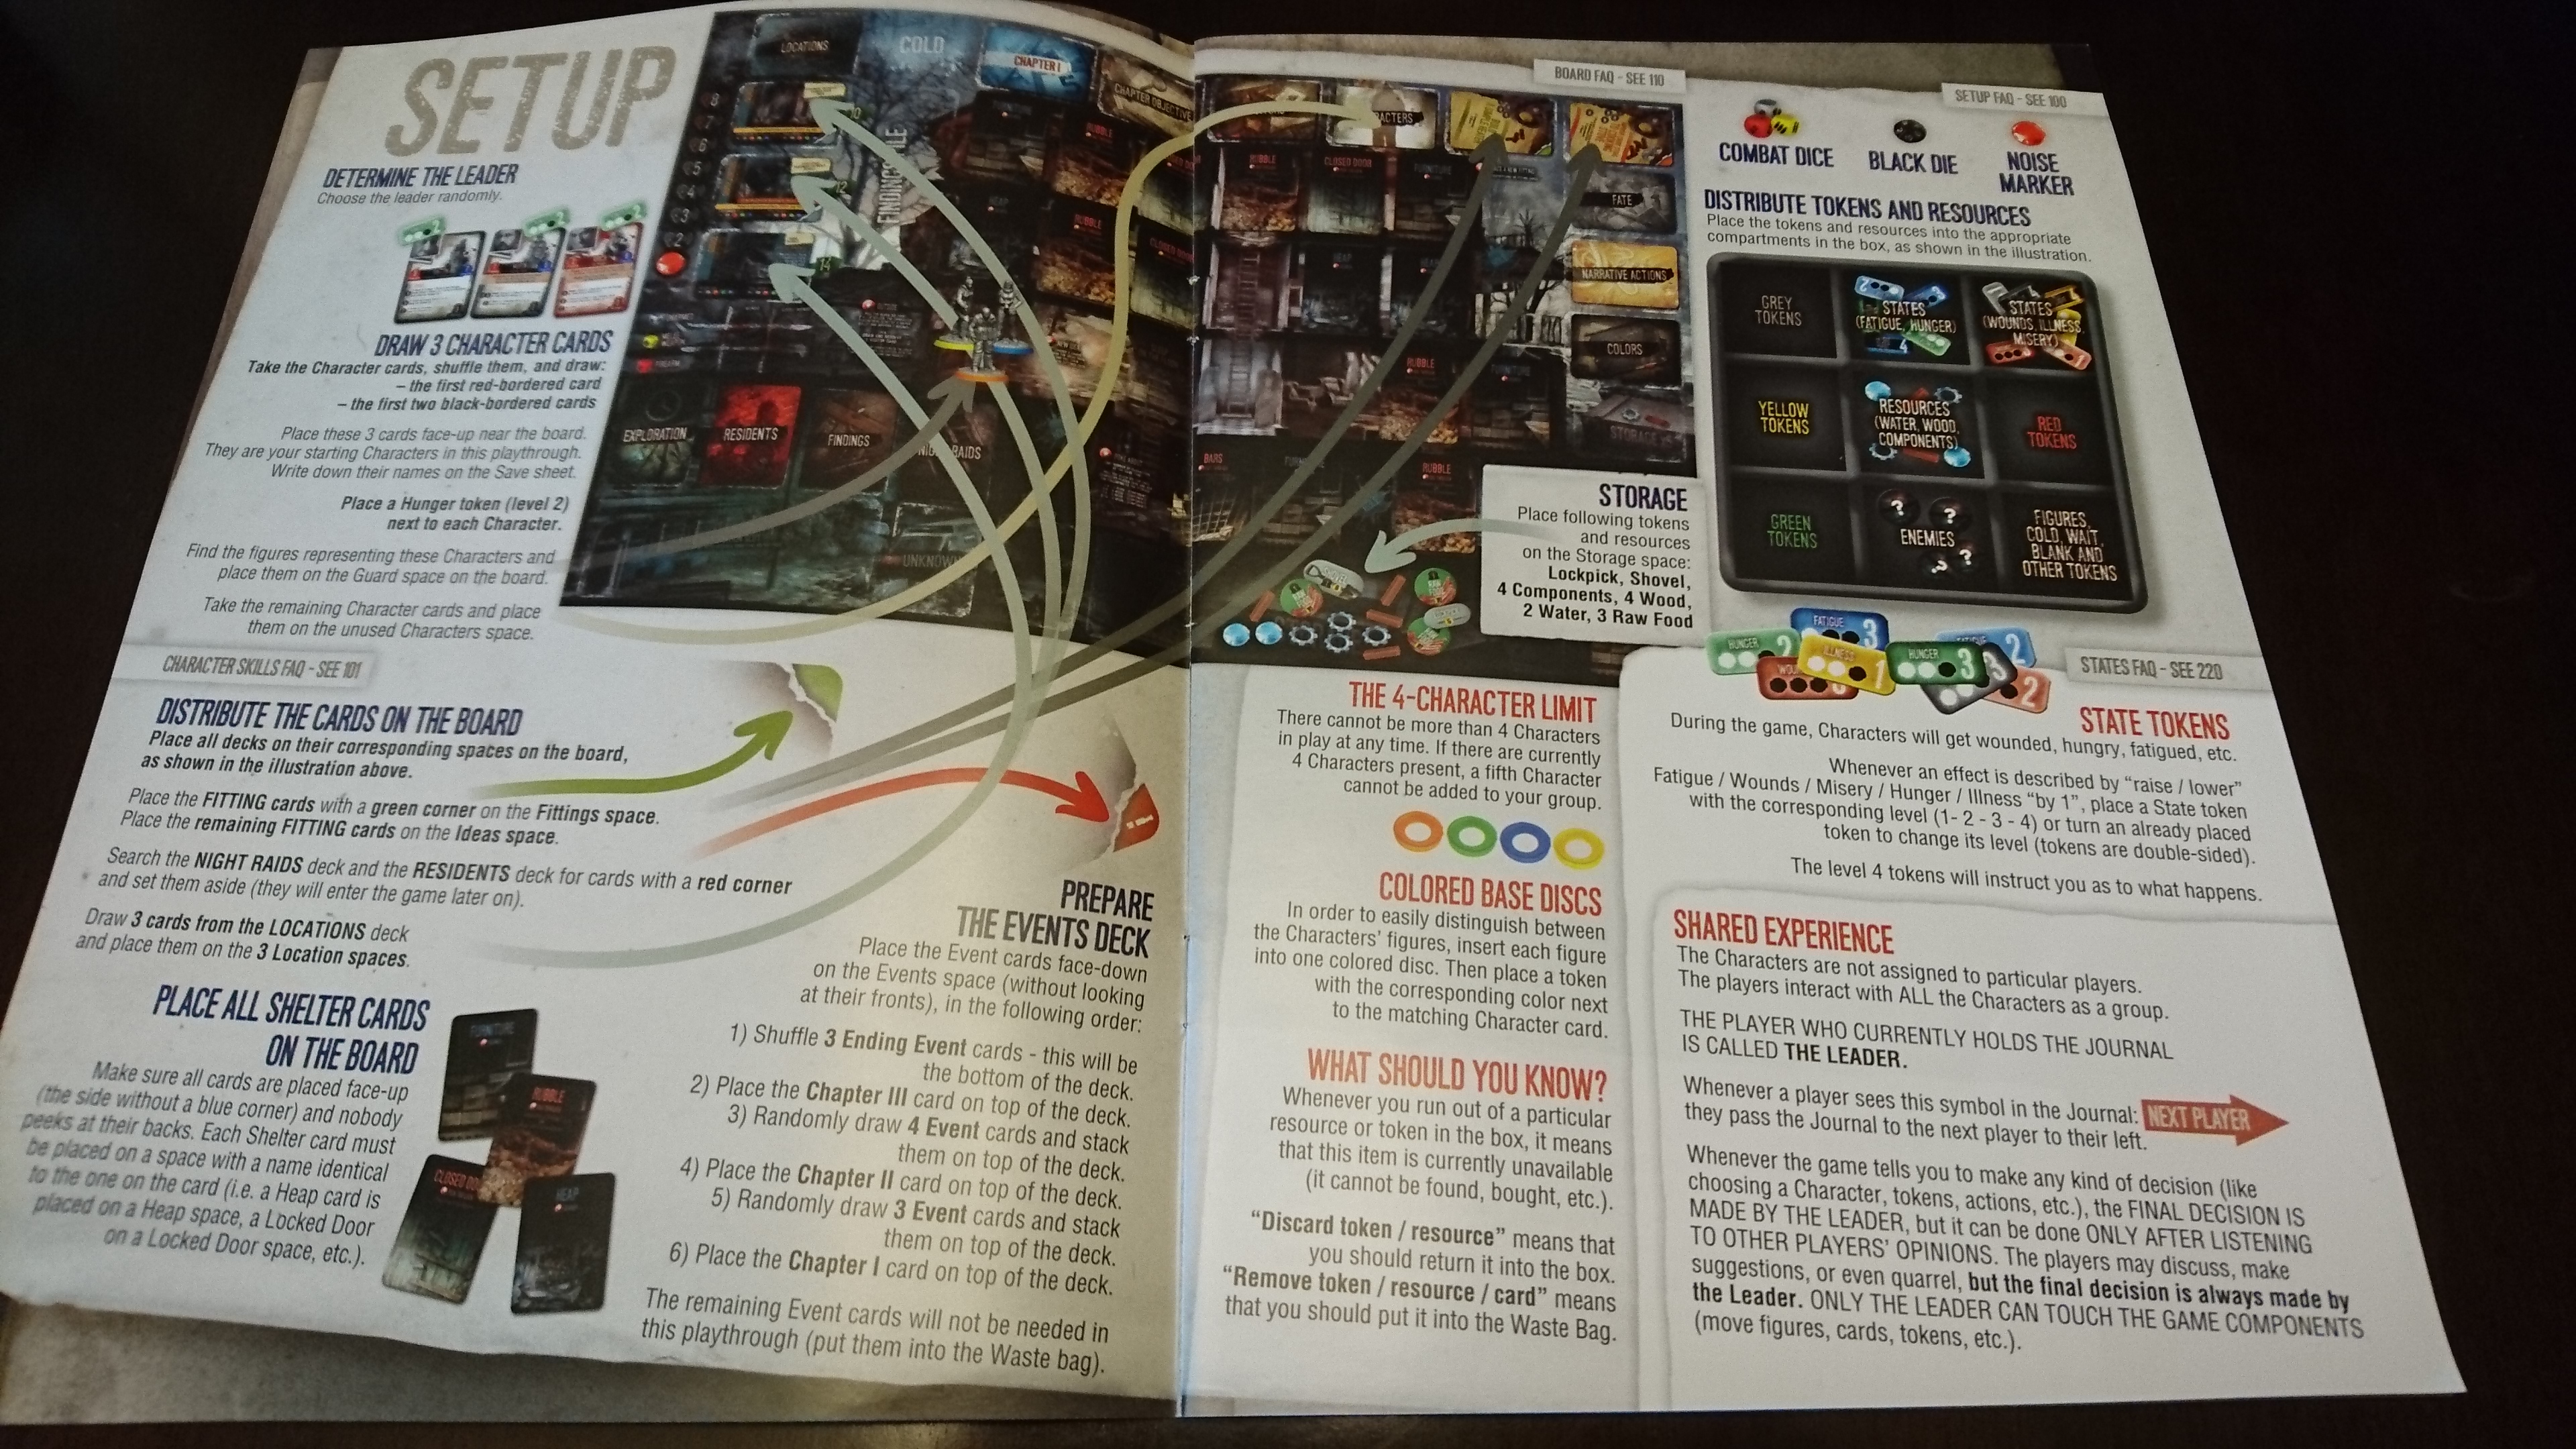 SETUP
DETERMINE THE LEADER
Choose the leader randomly.
DRAW 3 CHARACTER CARDS
Take the Character cards, shuffle them, and draw:
– the first red-bordered card
– the first two black-bordered cards
Place these 3 cards face-up near the board.
They are your starting Characters in this playthrough.
Write down their names on the Save sheet.
Place a Hunger token (level 2)
next to each Character.
Find the figures representing these Characters and
place them on the Guard space on the board.
Take the remaining Character cards and place
them on the unused Characters space.
CHARACTER SKILLS FAQ - SEE 101
DISTRIBUTE THE CARDS ON THE BOARD
Place all decks on their corresponding spaces on the board,
as shown in the illustration above.
Place the FITTING cards with a green corner on the Fittings space.
Place the remaining FITTING cards on the Ideas space.
Search the NIGHT RAIDS deck and the RESIDENTS deck for cards with a red corner
and set them aside (they will enter the game later on).
Draw 3 cards from the LOCATIONS deck
and place them on the 3 Location spaces.
PLACE ALL SHELTER CARDS
ON THE BOARD
Make sure all cards are placed face-up
(the side without a blue corner) and nobody
peeks at their backs. Each Shelter card must
be placed on a space with a name identical
to the one on the card (i.e. a Heap card is
placed on a Heap space, a Locked Door
on a Locked Door space, etc.).
FURNITURE
RUBBLE
CLOSED DO
HEAP
PREPARE
THE EVENTS DECK
Place the Event cards face-down
on the Events space (without looking
at their fronts), in the following order:
1) Shuffle 3 Ending Event cards - this will be
the bottom of the deck.
2) Place the Chapter III card on top of the deck.
3) Randomly draw 4 Event cards and stack
them on top of the deck.
4) Place the Chapter II card on top of the deck.
5) Randomly draw 3 Event cards and stack
them on top of the deck.
6) Place the Chapter I card on top of the deck.
The remaining Event cards will not be needed in
this playthrough (put them into the Waste bag).
LOCATIONS
COLD
CHAPTER I
CHAPTER OBJECTIVE
RUBBLE
HEAP
RUBBLE
EXPLORATION
RESIDENTS
FINDINGS
RAIDS
UNKNOWN
BOARD FAQ - SEE 110
ACTERS
RUBBLE
CLOSED DOOR
FURNITURE
FATE
NARRATIVE ACTIONS
HEAP
COLORS
RUBBLE
STORAGE
BARS
RUBBLE
STORAGE
Place following tokens
and resources
on the Storage space:
Lockpick, Shovel,
4 Components, 4 Wood,
2 Water, 3 Raw Food
SETUP FAQ - SEE 100
COMBAT DICE
BLACK DIE
NOISE
MARKER
DISTRIBUTE TOKENS AND RESOURCES
Place the tokens and resources into the appropriate
compartments in the box, as shown in the illustration.
GREY
TOKENS
STATES
(FATIGUE, HUNGER)
STATES
(WOUNDS, ILLNESS,
MISERY)
YELLOW
TOKENS
RESOURCES
(WATER, WOOD,
COMPONENTS)
RED
TOKENS
GREEN
TOKENS
ENEMIES
FIGURES,
COLD, WAIT,
BLANK AND
OTHER TOKENS
HUNGER 2
FATIGUE 3
ILLNESS 1
HUNGER 3
FATIGUE 2
STATES FAQ - SEE 220
THE 4-CHARACTER LIMIT
There cannot be more than 4 Characters
in play at any time. If there are currently
4 Characters present, a fifth Character
cannot be added to your group.
COLORED BASE DISCS
In order to easily distinguish between
the Characters' figures, insert each figure
into one colored disc. Then place a token
with the corresponding color next
to the matching Character card.
WHAT SHOULD YOU KNOW?
Whenever you run out of a particular
resource or token in the box, it means
that this item is currently unavailable
(it cannot be found, bought, etc.).
“Discard token / resource” means that
you should return it into the box.
“Remove token / resource / card” means
that you should put it into the Waste Bag.
STATE TOKENS
During the game, Characters will get wounded, hungry, fatigued, etc.
Whenever an effect is described by “raise / lower”
Fatigue / Wounds / Misery / Hunger / Illness “by 1”, place a State token
with the corresponding level (1- 2 - 3 - 4) or turn an already placed
token to change its level (tokens are double-sided).
The level 4 tokens will instruct you as to what happens.
SHARED EXPERIENCE
The Characters are not assigned to particular players.
The players interact with ALL the Characters as a group.
THE PLAYER WHO CURRENTLY HOLDS THE JOURNAL
IS CALLED THE LEADER.
Whenever a player sees this symbol in the Journal: NEXT PLAYER
they pass the Journal to the next player to their left.
Whenever the game tells you to make any kind of decision (like
choosing a Character, tokens, actions, etc.), the FINAL DECISION IS
MADE BY THE LEADER, but it can be done ONLY AFTER LISTENING
TO OTHER PLAYERS' OPINIONS. The players may discuss, make
suggestions, or even quarrel, but the final decision is always made by
the Leader. ONLY THE LEADER CAN TOUCH THE GAME COMPONENTS
(move figures, cards, tokens, etc.).